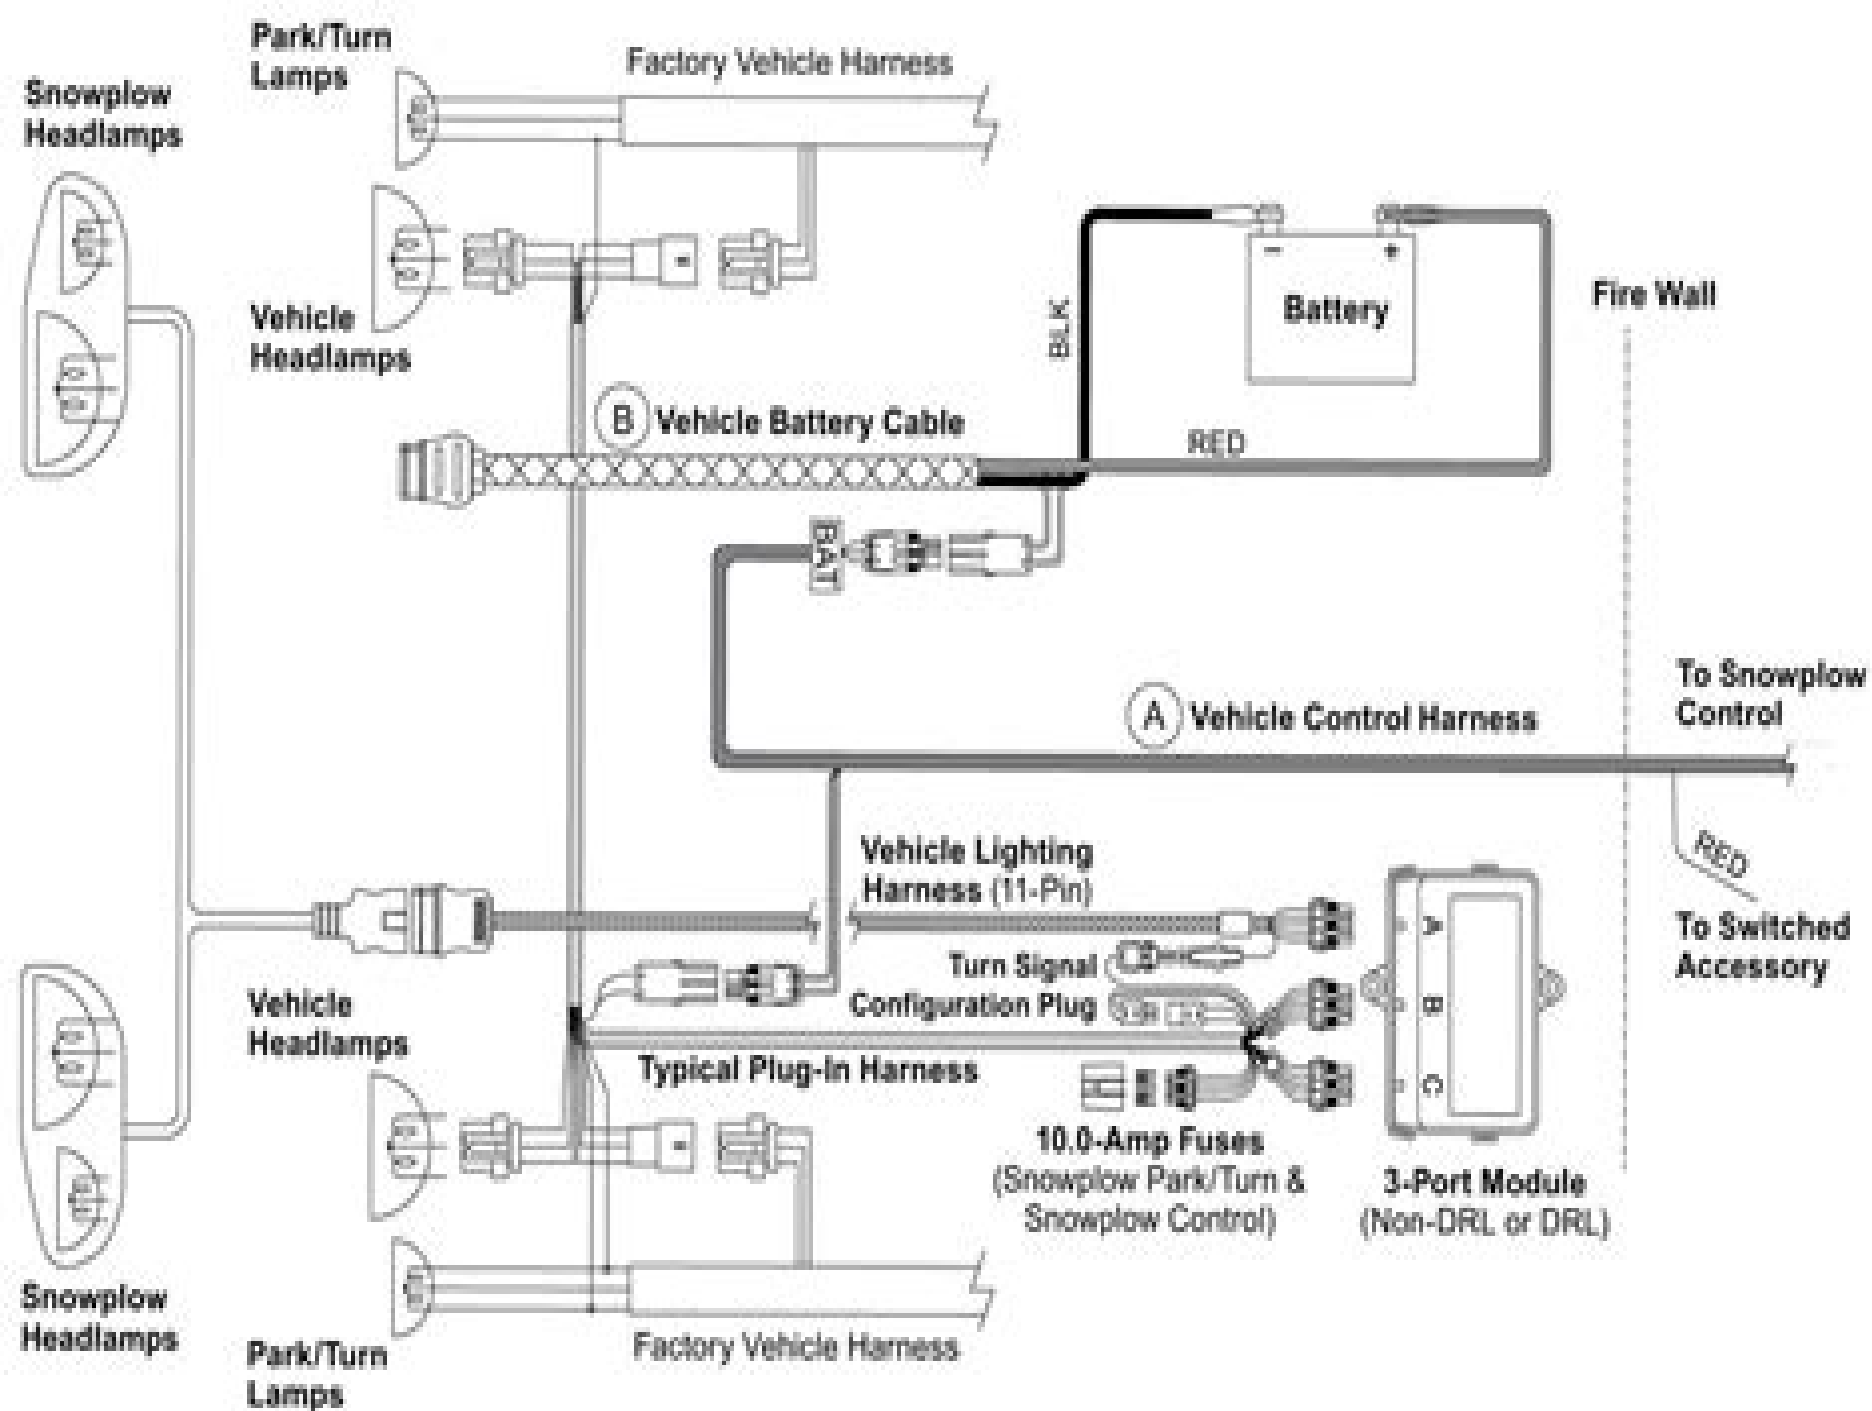 Park/Turn
Lamps
Factory Vehicle Harness
Snowplow
Headlamps
Vehicle
Headlamps
BLK
- +
Battery
Fire Wall
B Vehicle Battery Cable
RED
BAT
To Snowplow
Control
A Vehicle Control Harness
Vehicle Lighting
Harness (11-Pin)
RED
To Switched
Accessory
Turn Signal
Configuration Plug
A
B
C
Vehicle
Headlamps
Typical Plug-In Harness
10.0-Amp Fuses
(Snowplow Park/Turn &
Snowplow Control)
3-Port Module
(Non-DRL or DRL)
Snowplow
Headlamps
Park/Turn
Lamps
Factory Vehicle Harness